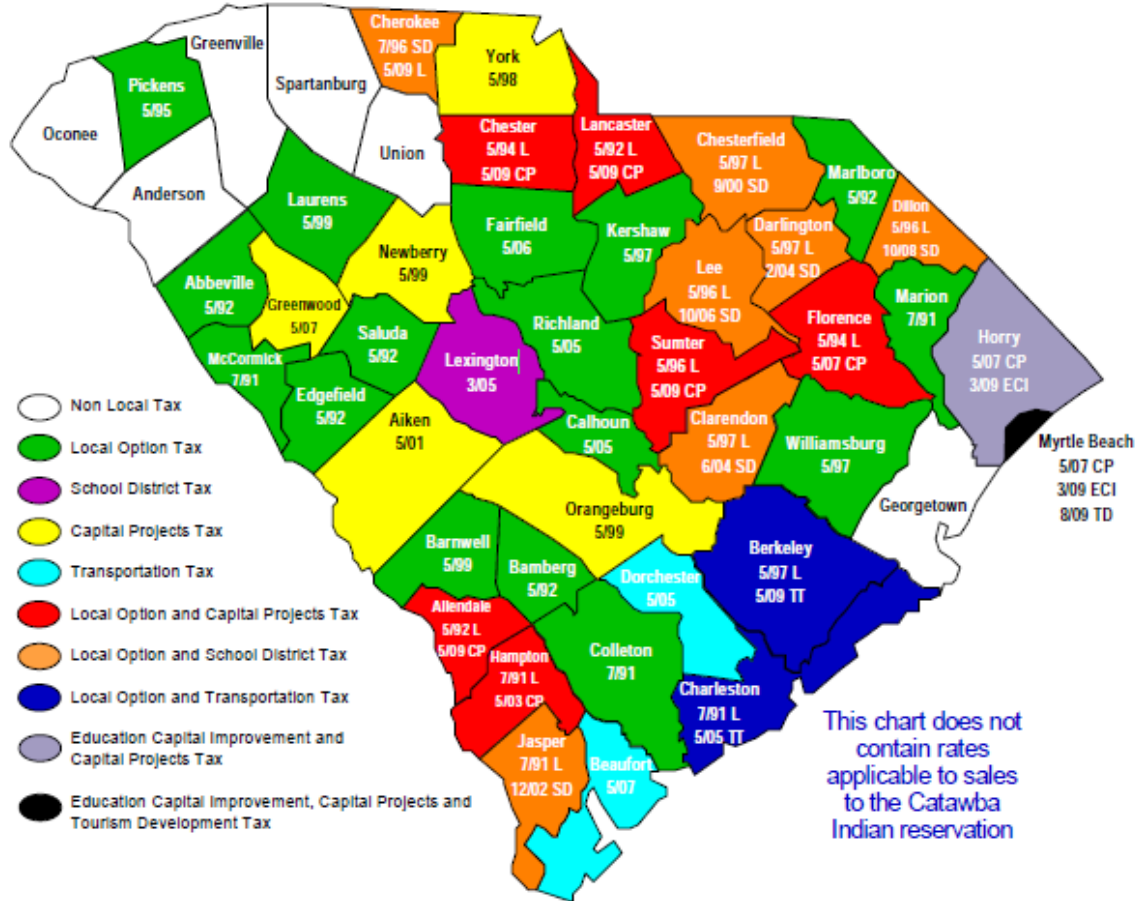 Cherokee
7/96 SD
5/09 L
Greenville
York
5/98
Pickens
5/95
Spartanburg
Oconee
Union
Chester
5/94 L
5/09 CP
Lancaster
5/92 L
5/09 CP
Chesterfield
5/97 L
9/00 SD
Marlboro
5/92
Anderson
Laurens
5/99
Dillon
5/96 L
10/08 SD
Fairfield
5/06
Kershaw
5/97
Darlington
5/97 L
2/04 SD
Newberry
5/99
Lee
5/96 L
10/06 SD
Abbeville
5/92
Greenwood
5/07
Marion
7/91
Saluda
5/92
Richland
5/05
Florence
5/94 L
5/07 CP
Horry
5/07 CP
3/09 ECI
McCormick
7/91
Lexington
3/05
Sumter
5/96 L
5/09 CP
Edgefield
5/92
Aiken
5/01
Calhoun
5/05
Clarendon
5/97 L
6/04 SD
Williamsburg
5/97
Myrtle Beach
5/07 CP
3/09 ECI
8/09 TD
Georgetown
Orangeburg
5/99
Barnwell
5/99
Bamberg
5/92
Berkeley
5/97 L
5/09 TT
Dorchester
5/05
Allendale
5/92 L
5/09 CP
Hampton
7/91 L
5/03 CP
Colleton
7/91
Charleston
7/91 L
5/05 TT
Jasper
7/91 L
12/02 SD
Beaufort
5/07
Non Local Tax
Local Option Tax
School District Tax
Capital Projects Tax
Transportation Tax
Local Option and Capital Projects Tax
Local Option and School District Tax
Local Option and Transportation Tax
Education Capital Improvement and
Capital Projects Tax
Education Capital Improvement, Capital Projects and
Tourism Development Tax
This chart does not
contain rates
applicable to sales
to the Catawba
Indian reservation